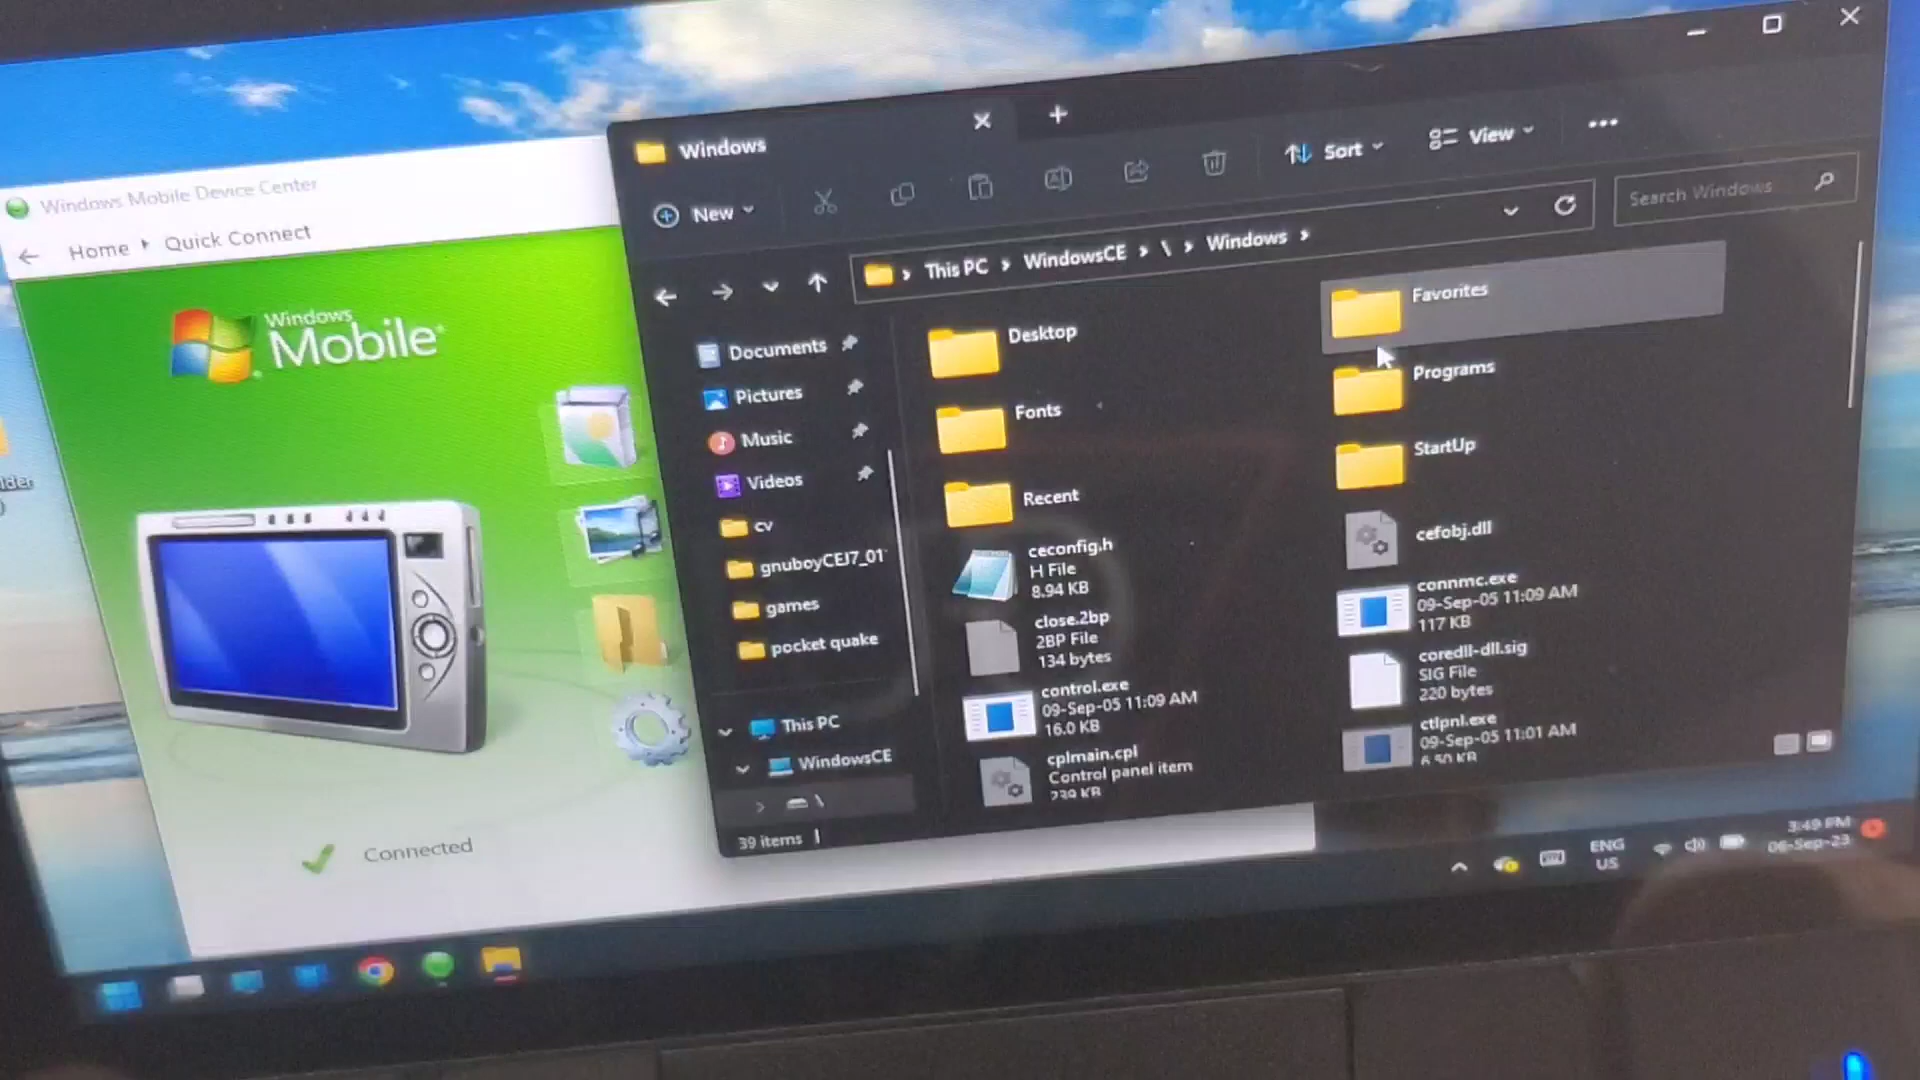 Windows Mobile Device Center
Home
Quick Connect
Windows
Mobile
Connected
Windows
New
Sort
View
This PC
WindowsCE
\
Windows
Search Windows
Documents
Pictures
Music
Videos
cv
gnuboyCEJ7_01
games
pocket quake
This PC
WindowsCE
\
39 items
Desktop
Fonts
Recent
ceconfig.h
H File
8.94 KB
close.2bp
2BP File
134 bytes
control.exe
09-Sep-05 11:09 AM
16.0 KB
cplmain.cpl
Control panel item
239 KB
Favorites
Programs
StartUp
cefobj.dll
connmc.exe
09-Sep-05 11:09 AM
117 KB
coredll-dll.sig
SIG File
220 bytes
ctlpnl.exe
09-Sep-05 11:01 AM
6.50 KB
ENG
US
3:49 PM
06-Sep-23